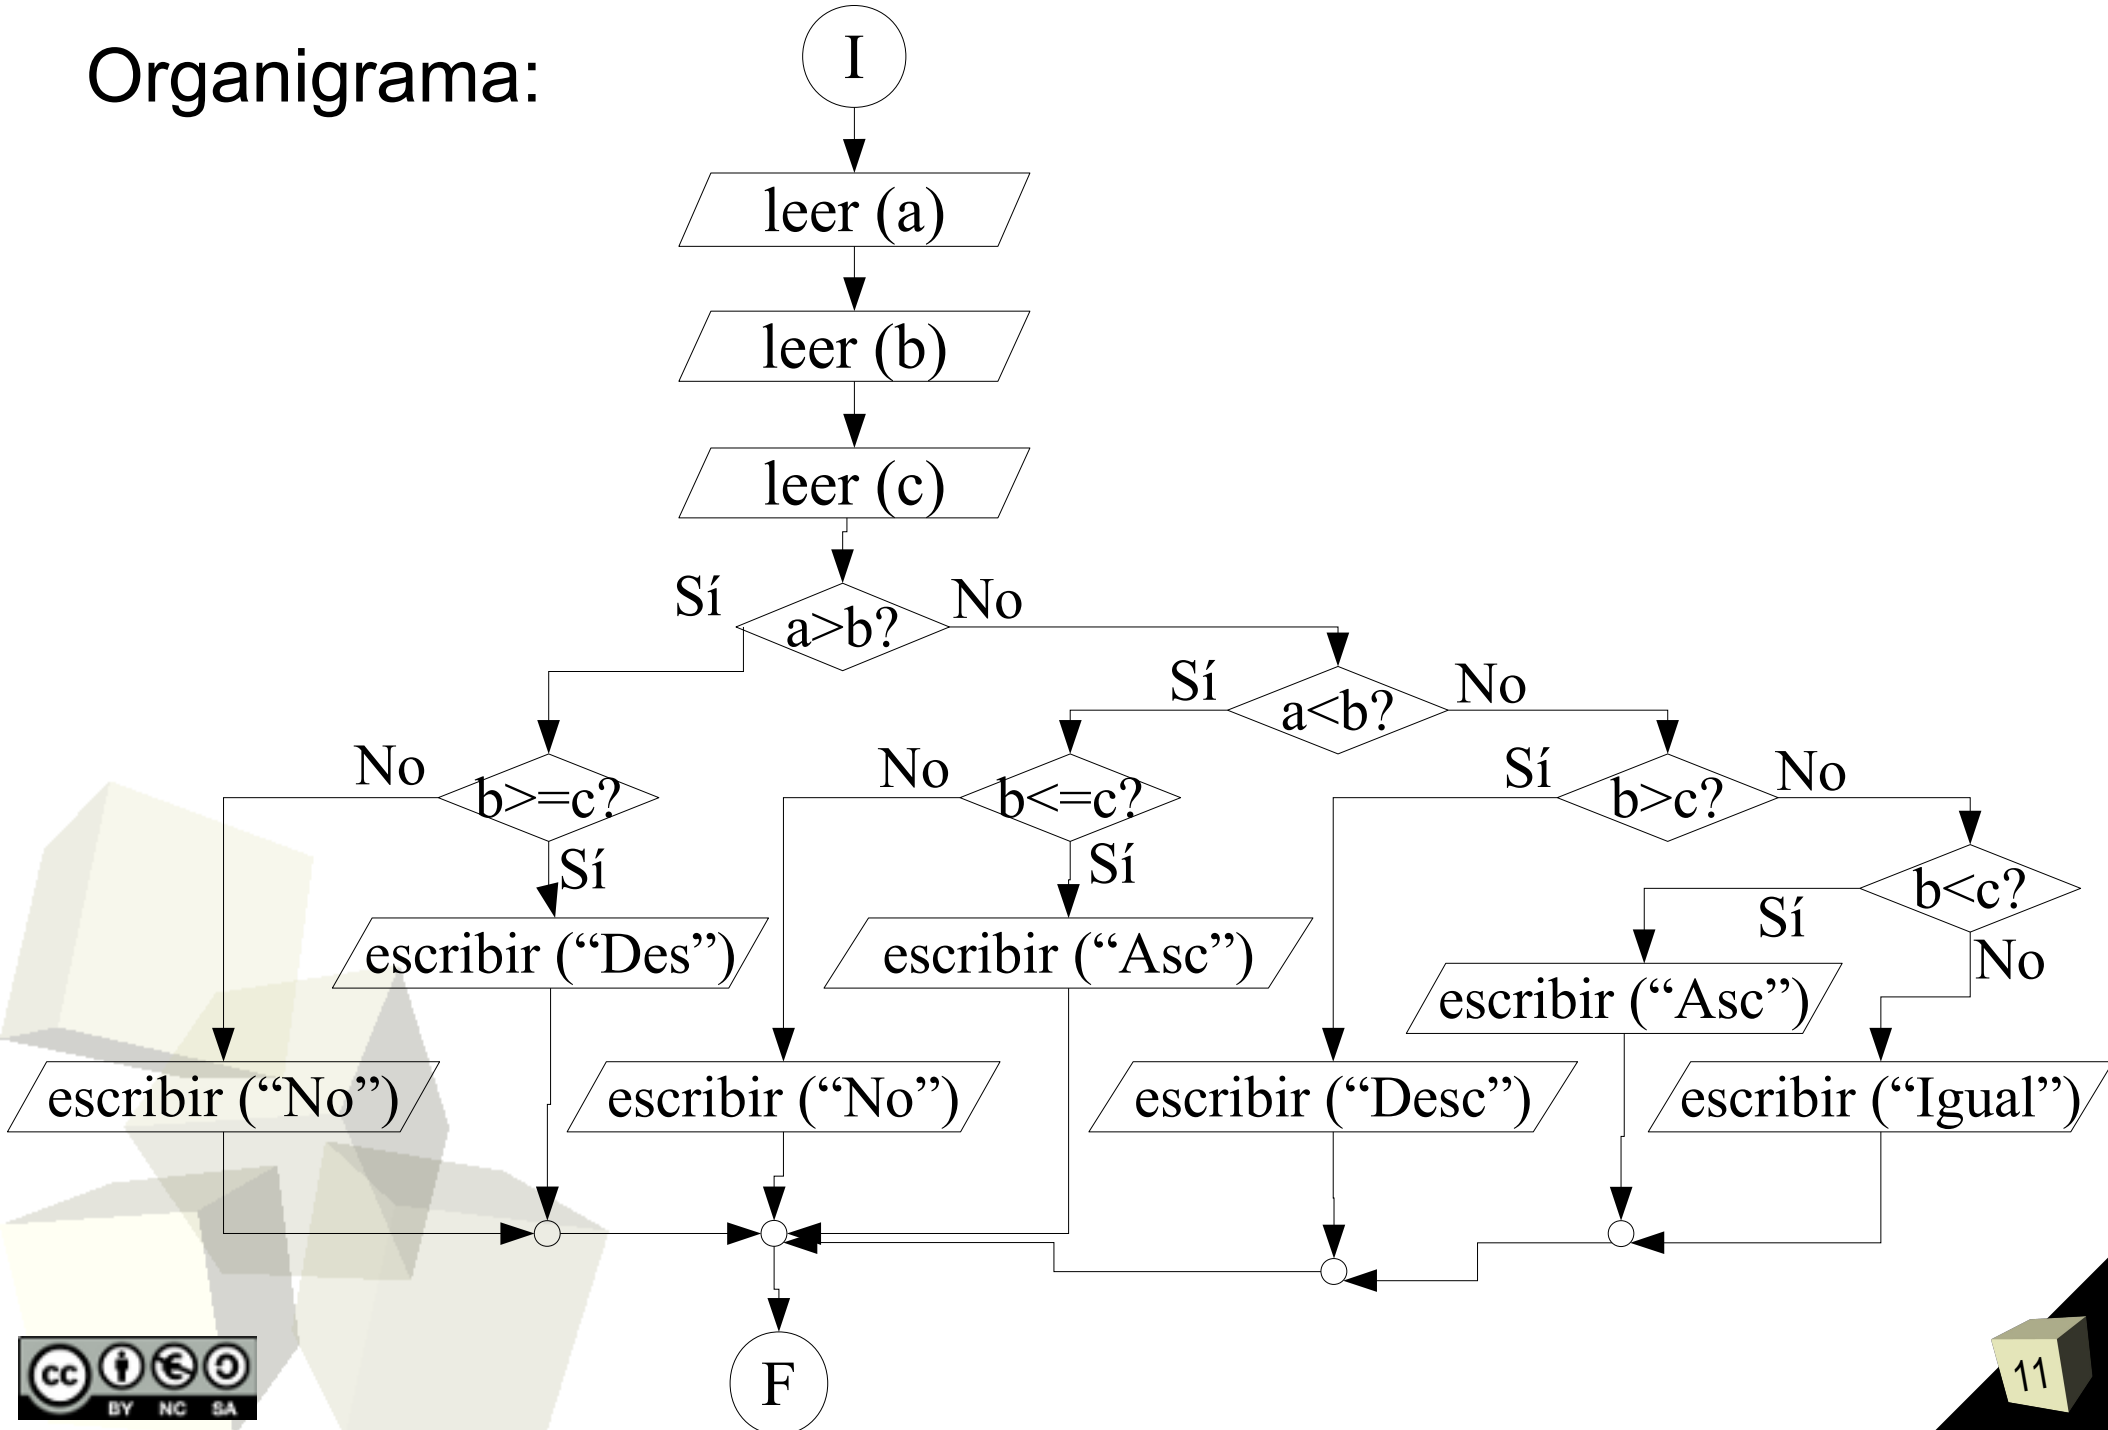 Organigrama:
I
leer (a)
leer (b)
leer (c)
Sí
a>b?
No
Sí
a<b?
No
No
b>=c?
Sí
No
b<=c?
Sí
Sí
b>c?
No
b<c?
Sí
No
escribir (“Des”)
escribir (“Asc”)
escribir (“Asc”)
escribir (“No”)
escribir (“No”)
escribir (“Desc”)
escribir (“Igual”)
F
cc
BY NC SA
11